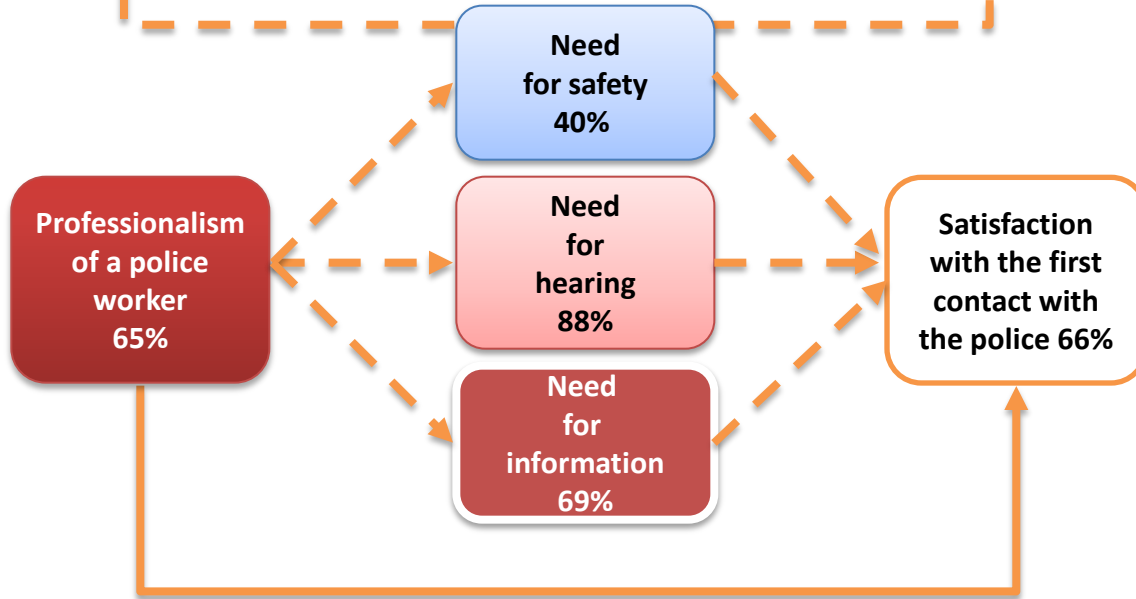 Need
for safety
40%
Professionalism
of a police
worker
65%
Need
for
hearing
88%
Satisfaction
with the first
contact with
the police 66%
Need
for
information
69%